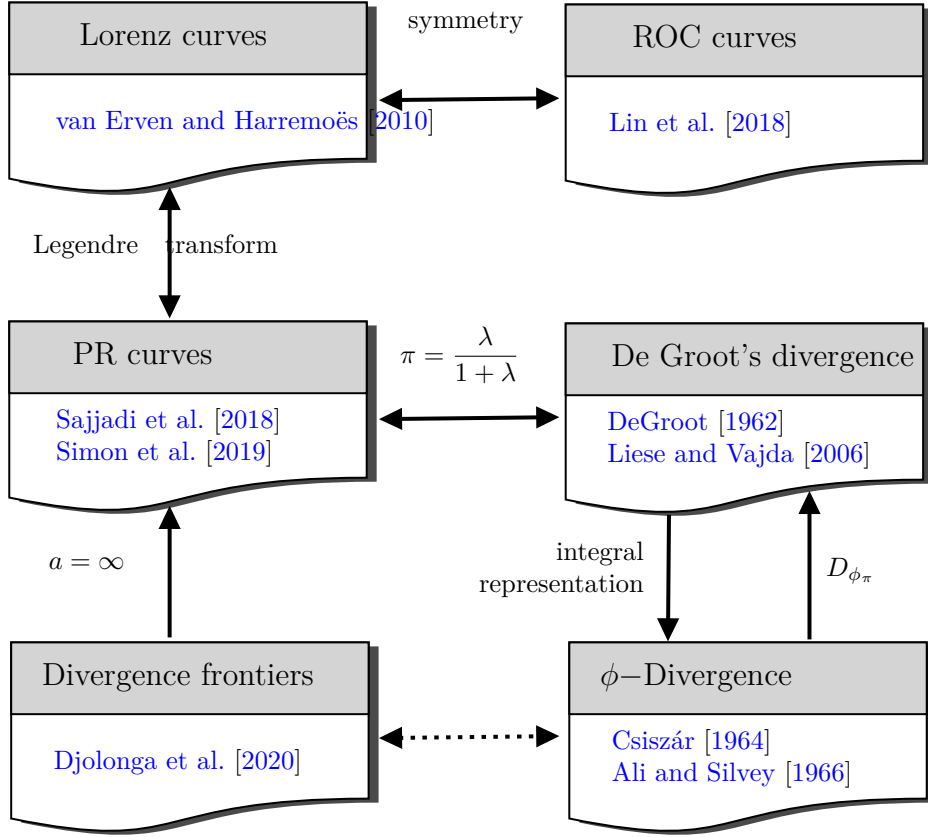 Lorenz curves
van Erven and Harremoës [2010]
symmetry
ROC curves
Lin et al. [2018]
Legendre transform
PR curves
Sajjadi et al. [2018]
Simon et al. [2019]
π = λ / (1 + λ)
De Groot's divergence
DeGroot [1962]
Liese and Vajda [2006]
a = ∞
integral
representation
D_{ϕ_π}
Divergence frontiers
Djolonga et al. [2020]
ϕ−Divergence
Csiszár [1964]
Ali and Silvey [1966]